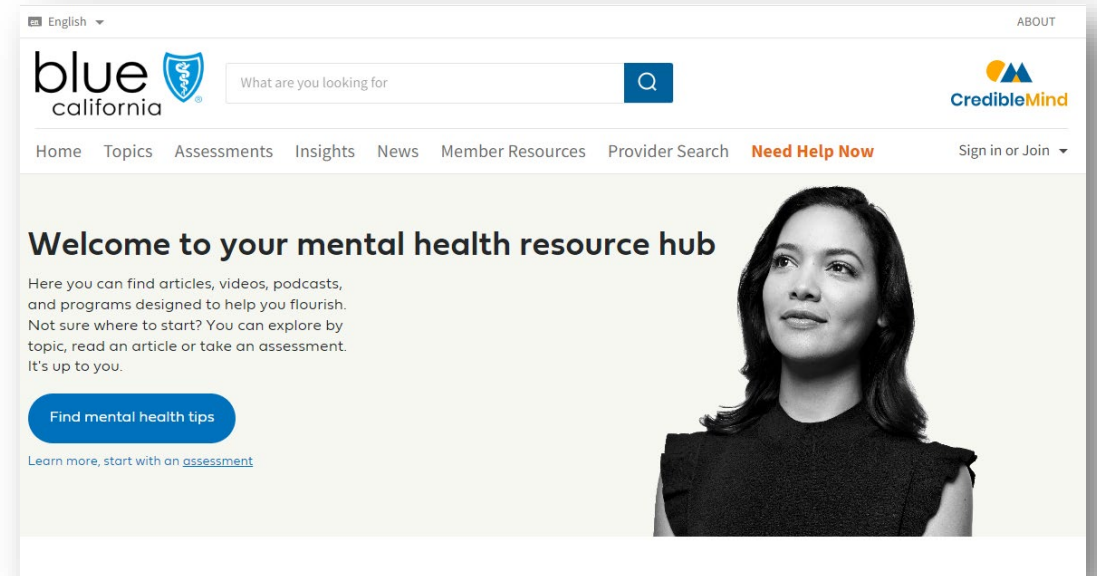 en English
ABOUT
blue
california
What are you looking for
CredibleMind
Home Topics Assessments Insights News Member Resources Provider Search Need Help Now Sign in or Join
Welcome to your mental health resource hub
Here you can find articles, videos, podcasts,
and programs designed to help you flourish.
Not sure where to start? You can explore by
topic, read an article or take an assessment.
It's up to you.
Find mental health tips
Learn more, start with an assessment